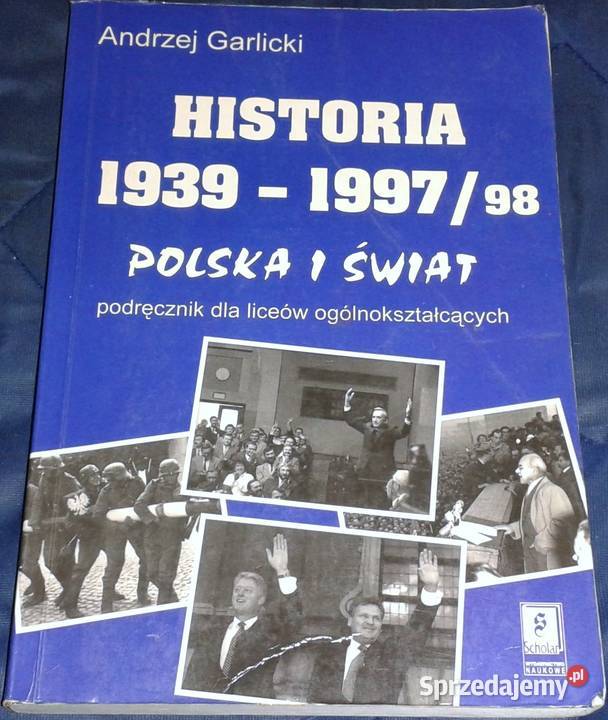 Andrzej Garlicki
HISTORIA
1939 - 1997/98
POLSKA I ŚWIAT
podręcznik dla liceów ogólnokształcących
S
Scholar
NAUKOWE
Sprzedajemy.pl